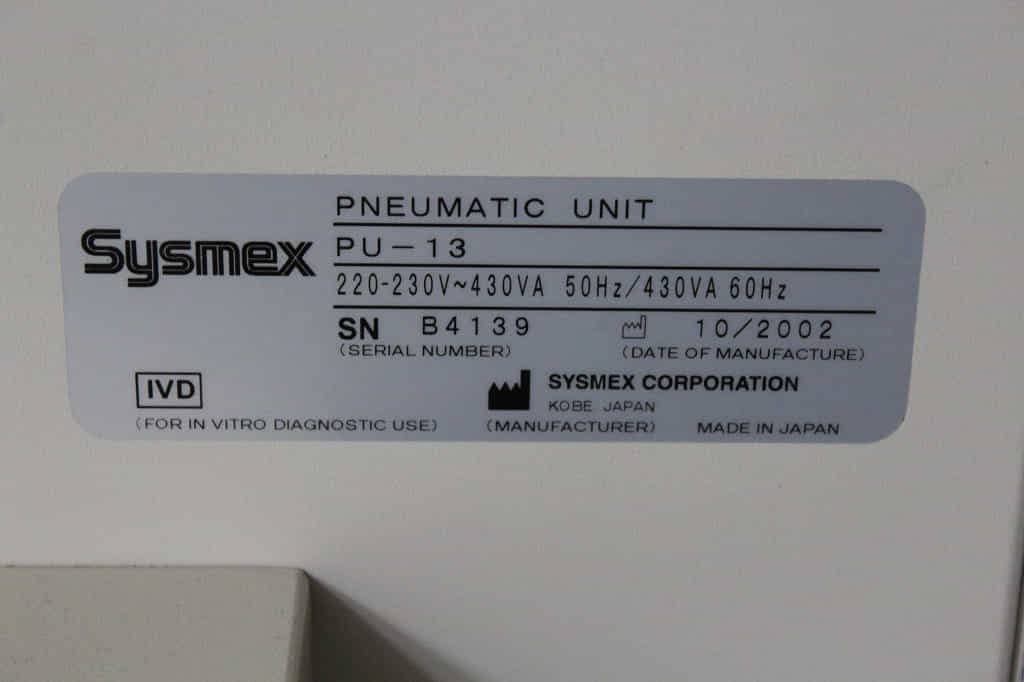 Sysmex
PNEUMATIC UNIT
PU-13
220-230V~430VA 50Hz/430VA 60Hz
SN B4139 10/2002
(SERIAL NUMBER) (DATE OF MANUFACTURE)
IVD SYSMEX CORPORATION
KOBE JAPAN
(FOR IN VITRO DIAGNOSTIC USE) (MANUFACTURER) MADE IN JAPAN